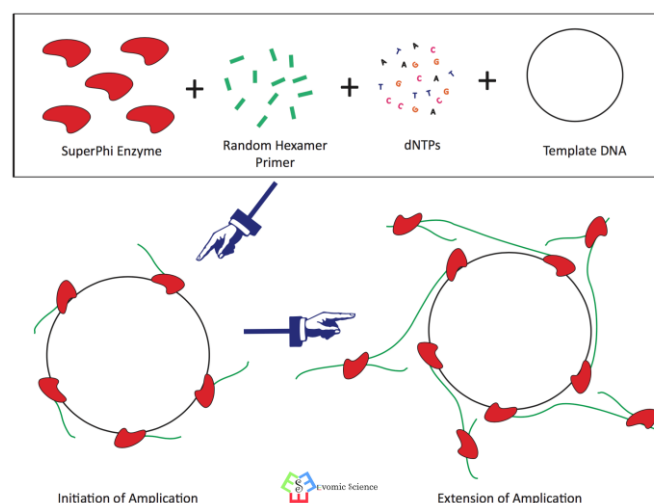 SuperPhi Enzyme
+
Random Hexamer
Primer
+
dNTPs
+
Template DNA
Initiation of Amplication
Evomic Science
Extension of Amplication